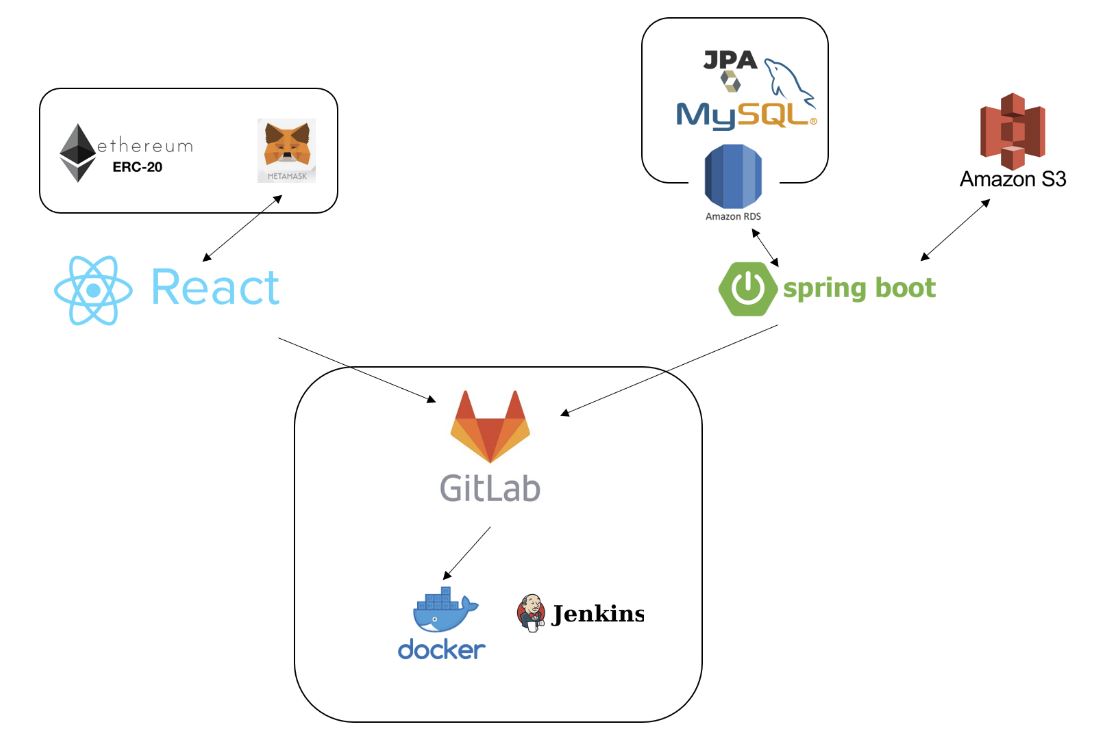 JPA
MySQL®
Amazon RDS
Amazon S3
ethereum
ERC-20
METAMASK
React
spring boot
GitLab
docker
Jenkins